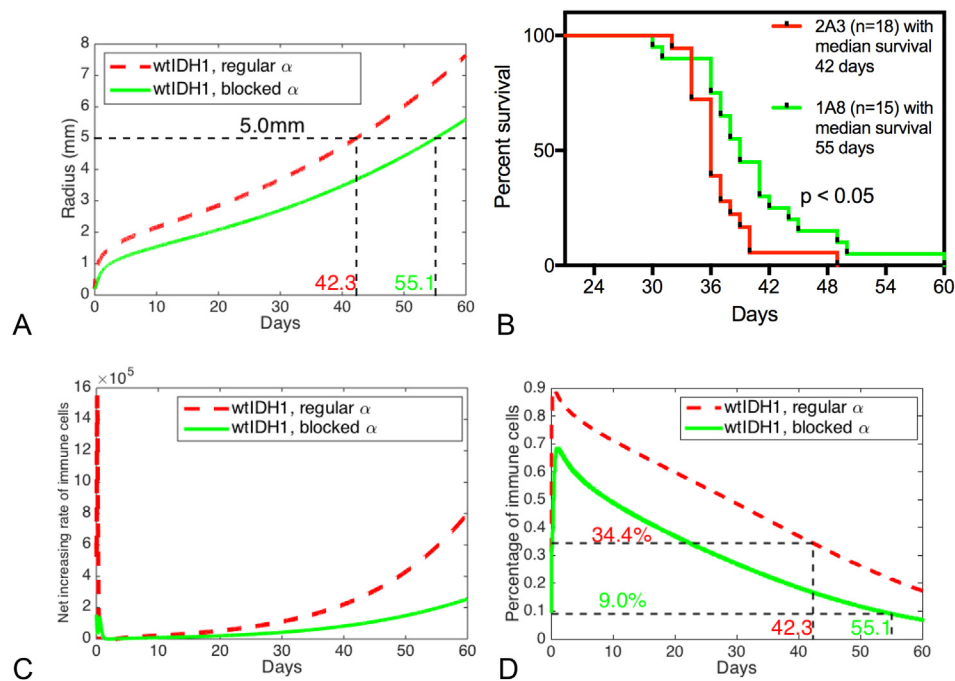 wtIDH1, regular α
wtIDH1, blocked α
5.0mm
Radius (mm)
8
7
6
5
4
3
2
1
0
42.3
55.1
0 10 20 30 40 50 60
Days
A
2A3 (n=18) with
median survival
42 days
1A8 (n=15) with
median survival
55 days
p < 0.05
Percent survival
100
50
0
24 30 36 42 48 54 60
Days
B
×10⁵
wtIDH1, regular α
wtIDH1, blocked α
Net increasing rate of immune cells
16
14
12
10
8
6
4
2
0
0 10 20 30 40 50 60
Days
C
wtIDH1, regular α
wtIDH1, blocked α
Percentage of immune cells
0.9
0.8
0.7
0.6
0.5
0.4
0.3
0.2
0.1
0
34.4%
9.0%
42.3
55.1
0 10 20 30 40 50 60
Days
D